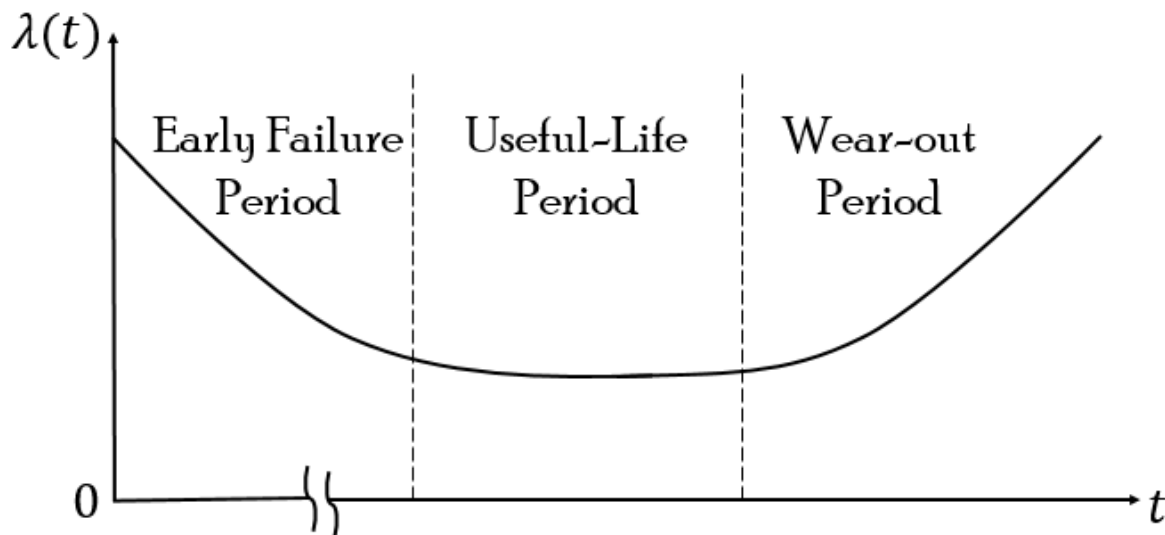 λ(t)
Early Failure
Period
Useful-Life
Period
Wear-out
Period
0
t